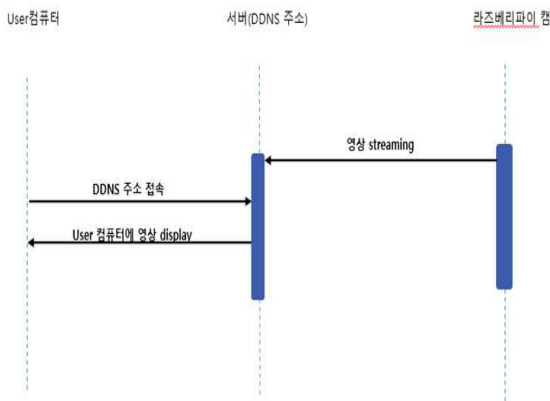 User컴퓨터
서버(DDNS 주소)
라즈베리파이 캠
영상 streaming
DDNS 주소 접속
User 컴퓨터에 영상 display